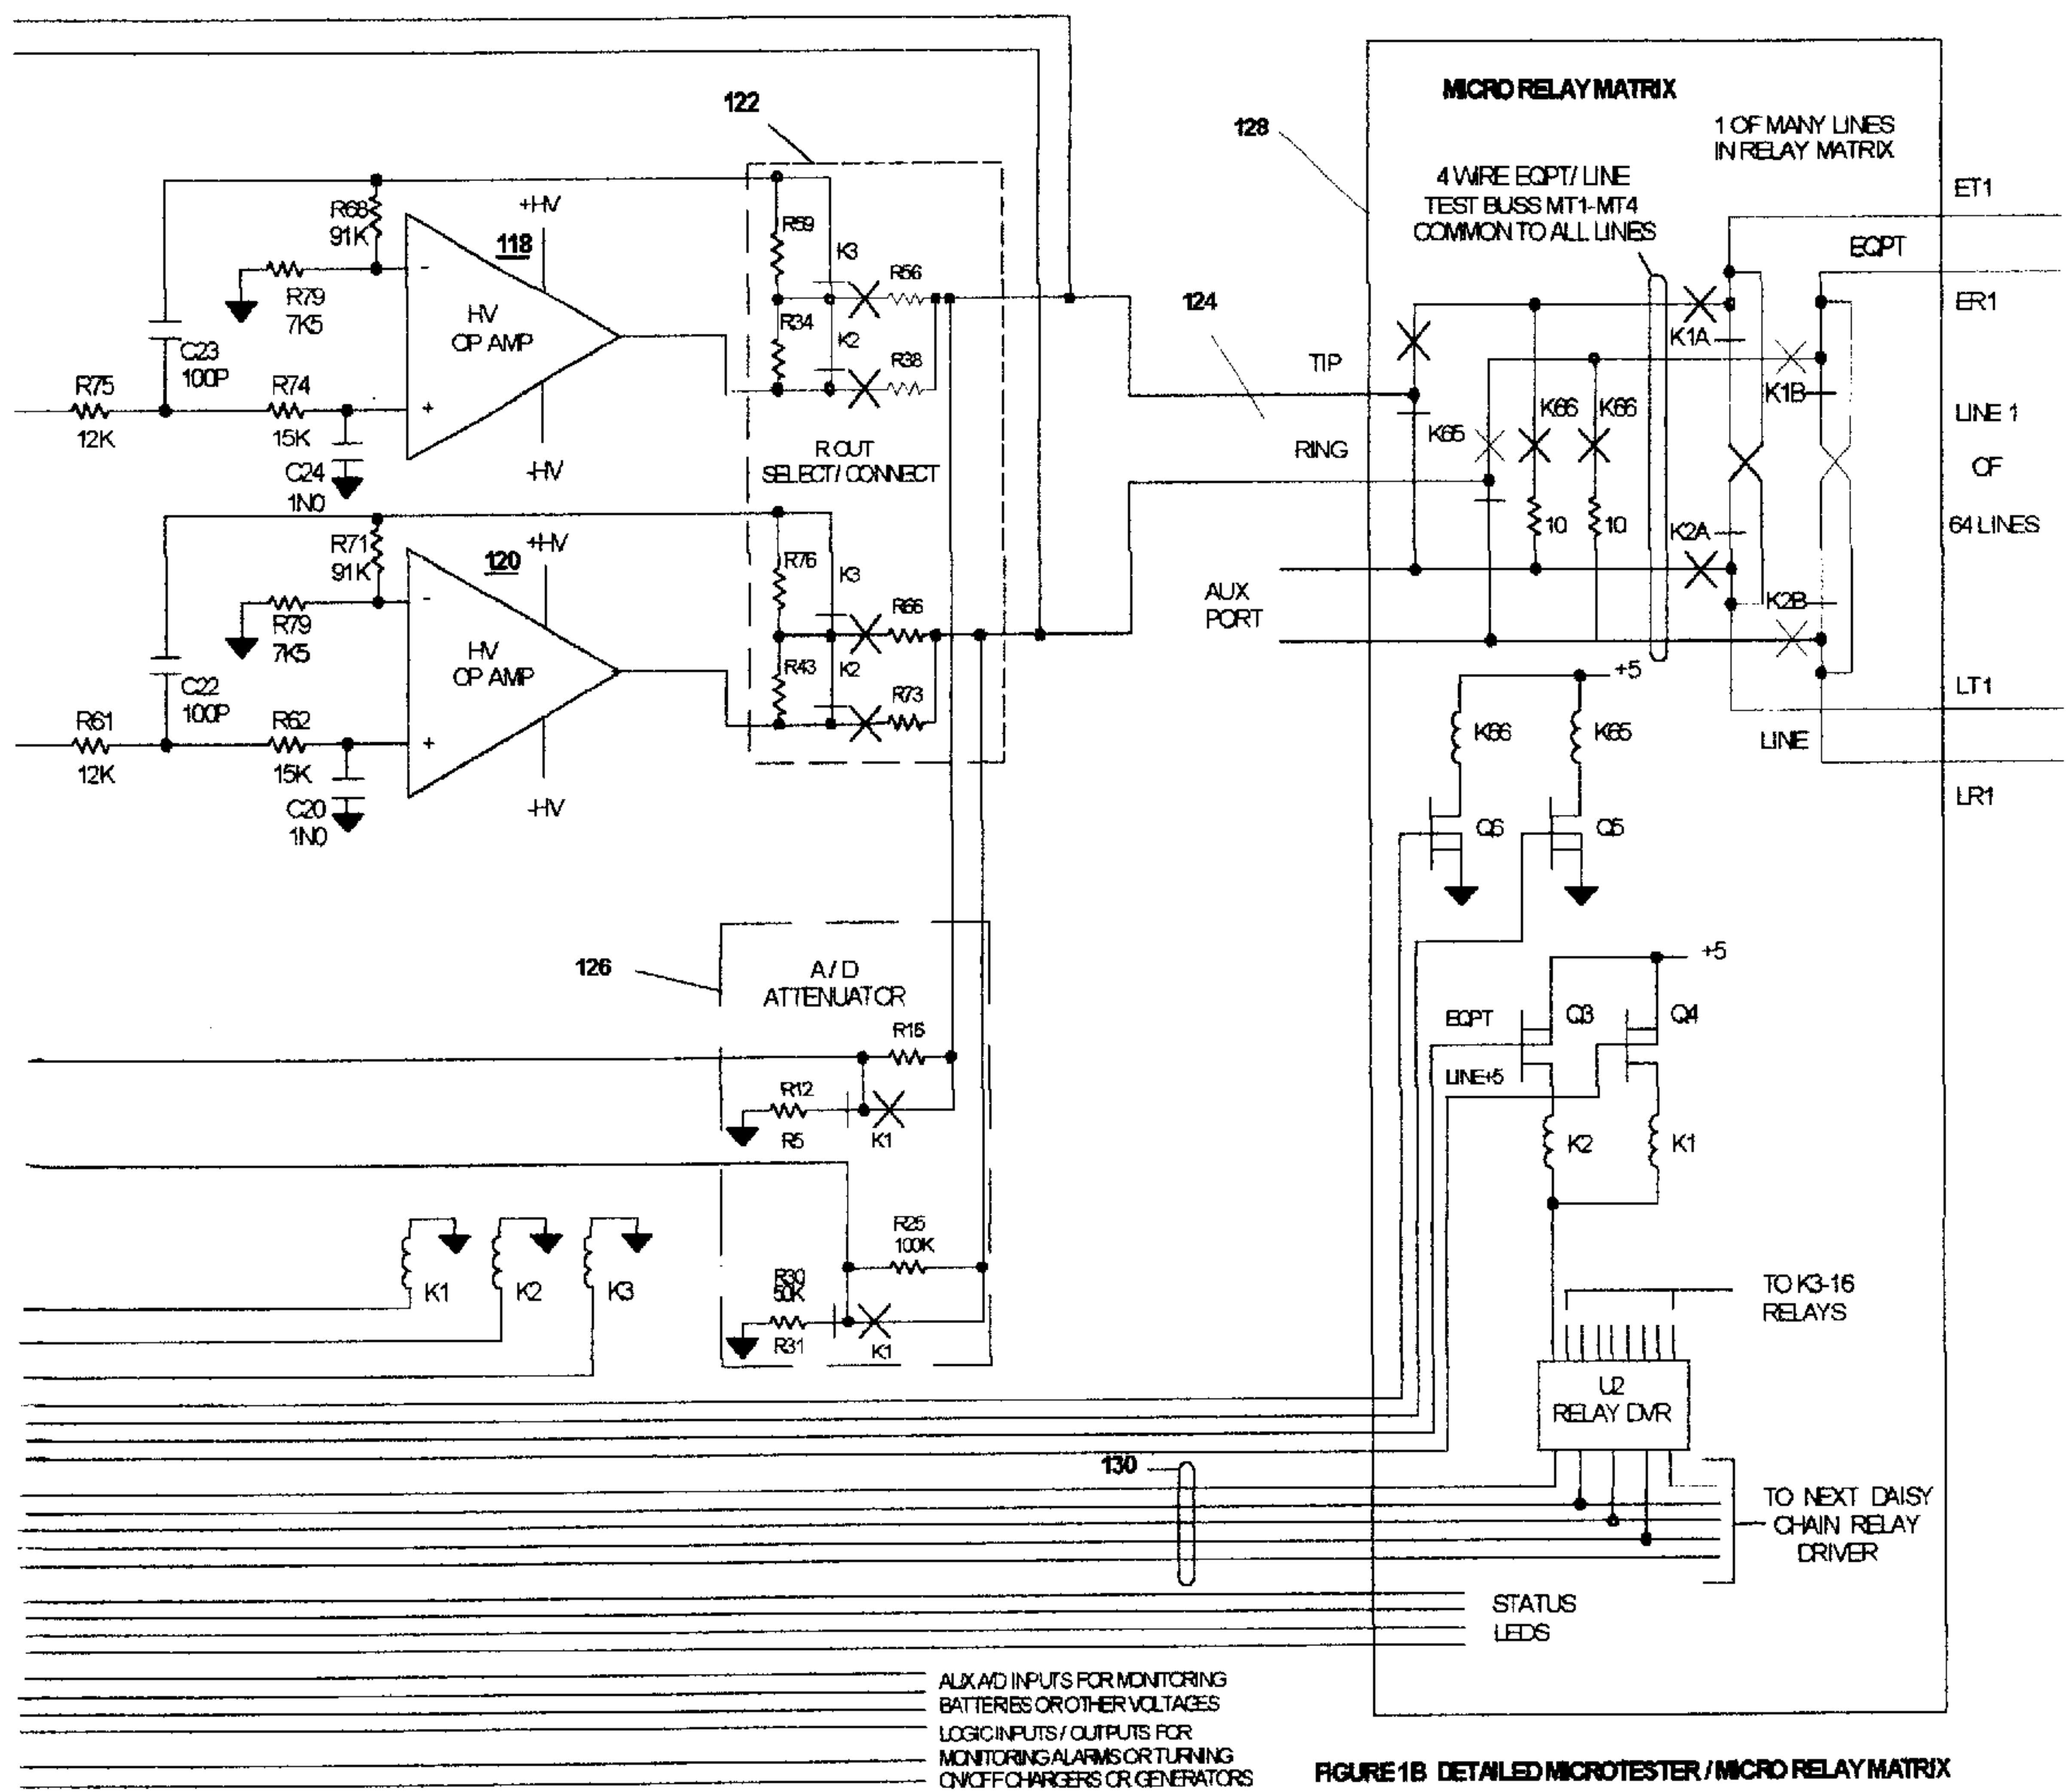 122
128
MICRO RELAY MATRIX
1 OF MANY LINES
IN RELAY MATRIX
4 WIRE EQPT/ LINE
TEST BUSS MT1-MT4
COMMON TO ALL LINES
ET1
EQPT
ER1
R68
91K
+HV
118
R59
K3
R56
R79
7K5
-
HV
OP AMP
R34
K2
R38
C23
100P
R75
12K
R74
15K
+
C24
1N0
-HV
R OUT
SELECT/ CONNECT
124
TIP
RING
K65
K66
K66
10
10
K1A
K1B
K2A
K2B
LINE 1
OF
64 LINES
R71
91K
+HV
120
R76
K3
R66
R79
7K5
-
HV
OP AMP
R43
K2
R73
C22
100P
R61
12K
R62
15K
+
C20
1N0
-HV
AUX
PORT
+5
K66
K65
LINE
LT1
LR1
Q6
Q5
126
A / D
ATTENUATOR
R16
R12
R5
K1
+5
EQPT
Q3
Q4
LINE+5
K2
K1
R25
100K
R30
50K
R31
K1
K1
K2
K3
TO K3-16
RELAYS
U2
RELAY DVR
130
TO NEXT DAISY
CHAIN RELAY
DRIVER
STATUS
LEDS
AUX A/D INPUTS FOR MONITORING
BATTERIES OR OTHER VOLTAGES
LOGIC INPUTS / OUTPUTS FOR
MONITORING ALARMS OR TURNING
ON/OFF CHARGERS OR GENERATORS
FIGURE 1B DETAILED MICROTESTER / MICRO RELAY MATRIX